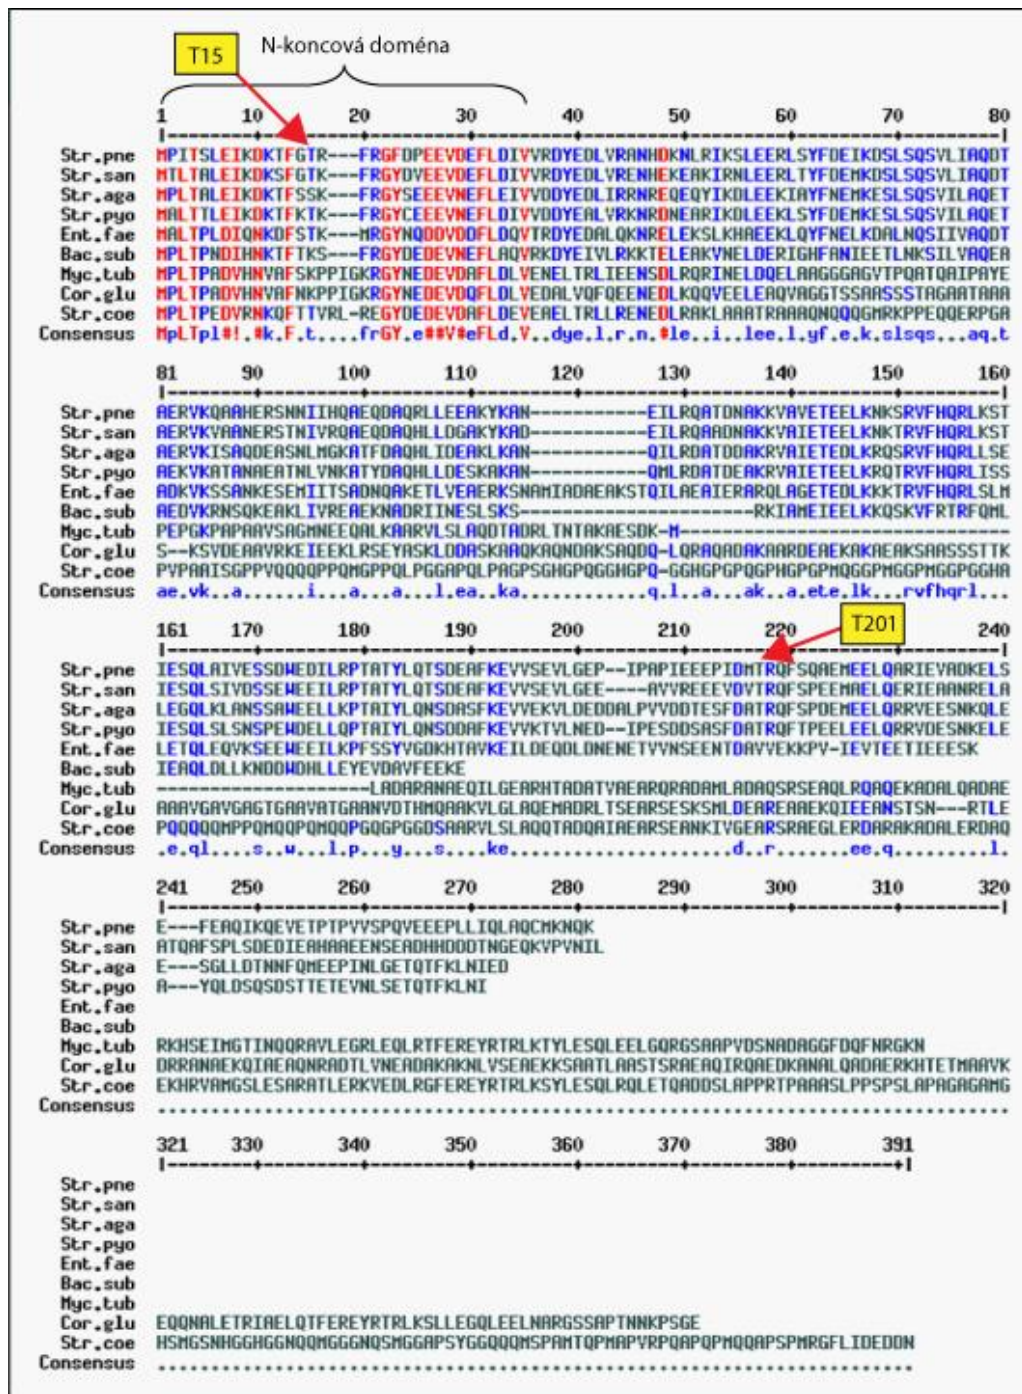 N-koncová doména
T15
1 10 20 30 40 50 60 70 80
Str.pne MPITSLEIKDKTFGTR---FRGFDPEEVDEFLDIVVRDYEDLVRANHDKNLRIKSLEERLSYFDEIKDSLSQSVLIAQDT
Str.san MTLTALEIKDKSFGTK---FRGYDVEEVDEFLDIVVRDYEDLVRENHEKEAKIRNLEERLTYFDEMKDSLSQSVLIAQDT
Str.aga MPLTALEIKDKTFSSK---FRGYSEEEVNEFLDIVVDDYEDLIRRNREQEQYIKDLEEKIAYFNEMKESLSQSVILAQET
Str.pyo MALTTLEIKDKTFKTK---FRGYCEEEVNEFLDIVVDDYEALVRKNRDNEARIKDLEEKLSYFDEMKESLSQSVILAQET
Ent.fae MALTPLDIQNKDFSTK---MRGYNQDDVDDFLDQVTRDYEDALQKNRELEKSLKHAEEKLQYFNELKDALNQSIIVAQDT
Bac.sub MPLTPNDIHNKTFTKS---FRGYDEDEVNEFLAQVRKDYEIVLRKKTELEAKVNELDERIGHFANIEETLNKSILVAQEA
Myc.tub MPLTPADVHNVAFSKPPIGKRGYNEDEVDAFLDLVENELTRLIEENSDLRQRINELDQELAAGGGAGVTPQATQAIPAYE
Cor.glu MPLTPADVHNVAFNKPPIGKRGYNEDEVDQFLDLVEDALVQFQEENEDLKQQVEELEAQVAGGTSSAASSSTAGAATAAA
Str.coe MPLTPEDVRNKQFTTVRL-REGYDEDEVDAFLDEVEAELTRLLRENEDLRAKLAAATRAAAQNQQQGMRKPPEQQERPGA
Consensus MpLTpl#!.#k.F.t....frGY.e##V#eFLd.V..dye.l.r.n.#le..i..lee.l.yf.e.k.slsqs...aq.t
81 90 100 110 120 130 140 150 160
Str.pne AERVKQAAHERSNNIIHQAEQDAQRLLEEAKYKAN-----------EILRQATDNAKKVAVETEELKNKSRVFHQRLKST
Str.san AERVKVAANERSTNIVRQAEQDAQHLLDGAKYKAD-----------EILRQAADNAKKVAIETEELKNKTRVFHQRLKST
Str.aga AERVKISAQDEASNLMGKATFDAQHLIDEAKLKAN-----------QILRDATDDAKRVAIETEDLKRQSRVFHQRLLSE
Str.pyo AEKVKATANAEATNLVNKATYDAQHLLDESKAKAN-----------QMLRDATDEAKRVAIETEELKRQTRVFHQRLISS
Ent.fae ADKVKSSANKESEMIITSADNQAKETLVEAERKSNAMIADAEAKSTQILAEAIERARQLAGETEDLKKKTRVFHQRLSLM
Bac.sub AEDVKRNSQKEAKLIVREAEKNADRIINESLSKS-------------RKIAMEIEELKKQSKVFRTRFQML
Myc.tub PEPGKPAPAAVSAGMNEEQALKAARVLSLAQDTADRLTNTAKAESDK-M-------------------------------
Cor.glu S--KSVDEAAVRKEIEEKLRSEYASKLDDASKAAQKAQNDAKSAQDQ-LQRAQADAKAARDEAEKAKAEAKSAASSSTTK
Str.coe PVPAAISGPPVQQQQPPQMGPPQLPGGAPQLPAGPSGHGPQGGHGPQ-GGHGPGPQGPHGPGPMQGGPMGGPMGGPGGHA
Consensus ae.vk..a......i...a...a..l.ea..ka............q.l..a...ak..a.ete.lk...rvfhqrl...
T201
161 170 180 190 200 210 220 230 240
Str.pne IESQLAIVESSDWEDILRPTATYLQTSDEAFKEVVSEVLGEP--IPAPIEEEPIDMTRQFSQAEMEELQARIEVADKELS
Str.san IESQLSIVDSSEWEEILRPTAIYLQTSDEAFKEVVSEVLGEE---AVVREEEVDVTRQFSPEEMAELQERIEAANRELA
Str.aga LEGQLKLANSSAWEELLKPTAIYLQNSDASFKEVVEKVLDEDDALPVVDDTESFDATRQFSPDEMEELQRRVEESNKQLE
Str.pyo IESQLSLSNSPEWDELLQPTAIYLQNSDDAFKEVVKTVLNED--IPESDDSASFDATRQFTPEELEELQRRVDESNKELE
Ent.fae LETQLEQVKSEEWEEILKPFSSYVGDKHTAVKEILDEQDLDNENETVVNSEENTDAVVEKKPV-IEVTEETIEEESK
Bac.sub IEAQLDLLKNDDWDHLLEYEVDAVFEEKE
Myc.tub --------------------LADARANAEQILGEARHTADATVAEARQRADAMLADAQSRSEAQLRQAQEKADALQADAE
Cor.glu AAAVGAVGAGTGAAVATGAANVDTHMQAAKVLGLAQEMADRLTSEARSESKSMLDEAREAAEKQIEEANSTSN---RTLE
Str.coe PQQQQQMPPQMQQPQMQQPGQGPGGDSAARVLSLAQQTADQAIAEARSEANKIVGEARSRAEGLERDARAKADALERDAQ
Consensus .e.ql....s..w...l.p...y...s....ke.....................d..r.......ee.q.........l.
241 250 260 270 280 290 300 310 320
Str.pne E---FEAQIKQEVETPTPVVSPQVEEEPLLIQLAQCMKNQK
Str.san ATQAFSPLSDEDIEAHAAEENSEADHHDDDTNGEQKVPVNIL
Str.aga E---SGLLDTNNFQMEEPINLGETQTFKLNIED
Str.pyo A---YQLDSQSDSTTETEVNLSETQTFKLNI
Ent.fae
Bac.sub
Myc.tub RKHSEIMGTINQQRAVLEGRLEQLRTFEREYRTRLKTYLESQLEELGQRGSAAPVDSNADAGGFDQFNRGKN
Cor.glu DRRANAEKQIAEAQNRADTLVNEADAKAKNLVSEAEKKSAATLAASTSRAEAQIRQAEDKANALQADAERKHTETMAAVK
Str.coe EKHRVAMGSLESARATLERKVEDLRGFEREYRTRLKSYLESQLRQLETQADDSLAPPRTPAAASLPPSPSLAPAGAGAMG
Consensus ................................................................................
321 330 340 350 360 370 380 391
Str.pne
Str.san
Str.aga
Str.pyo
Ent.fae
Bac.sub
Myc.tub
Cor.glu EQQNALETRIAELQTFEREYRTRLKSLLEGQLEELNARGSSAPTNNKPSGE
Str.coe HSMGSNHGGHGGNQQMGGGNQSMGGAPSYGGQQQMSPAMTQPMAPVRPQAPQPMQQAPSPMRGFLIDEDDN
Consensus .......................................................................